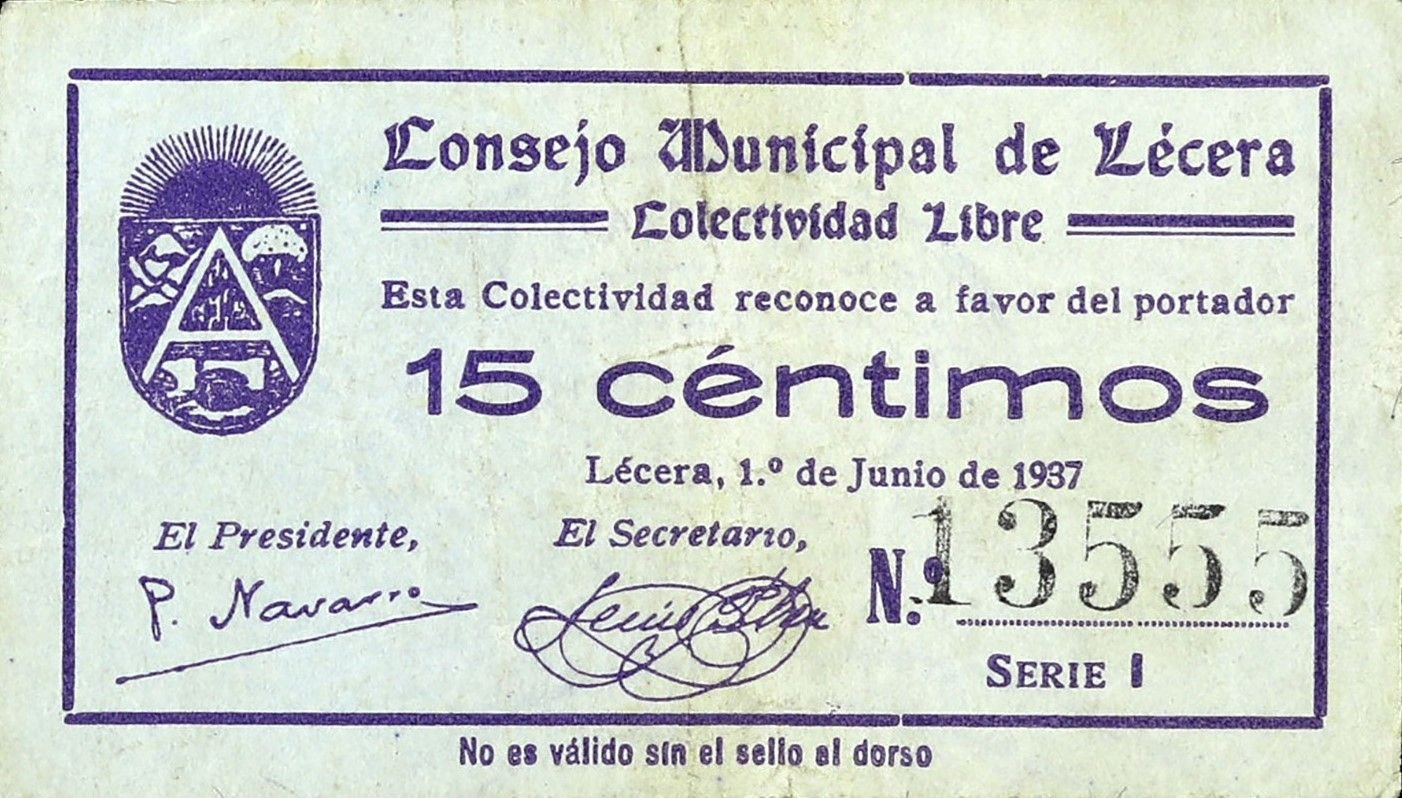 Consejo Municipal de Lécera
Colectividad Libre
Esta Colectividad reconoce a favor del portador
15 céntimos
Lécera, 1.º de Junio de 1937
El Presidente,
El Secretario,
P. Navarro
N.º 13555
SERIE I
No es válido sin el sello al dorso
A